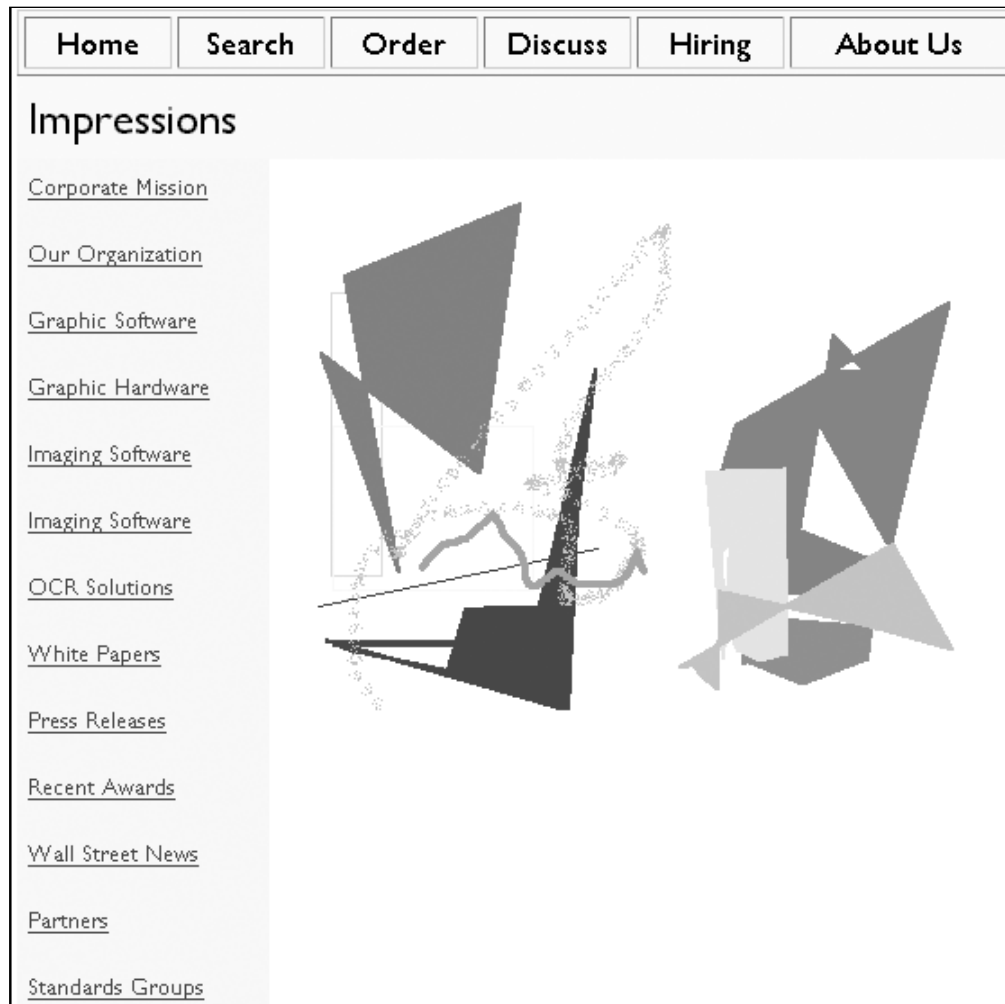 Home Search Order Discuss Hiring About Us
Impressions
Corporate Mission
Our Organization
Graphic Software
Graphic Hardware
Imaging Software
Imaging Software
OCR Solutions
White Papers
Press Releases
Recent Awards
Wall Street News
Partners
Standards Groups